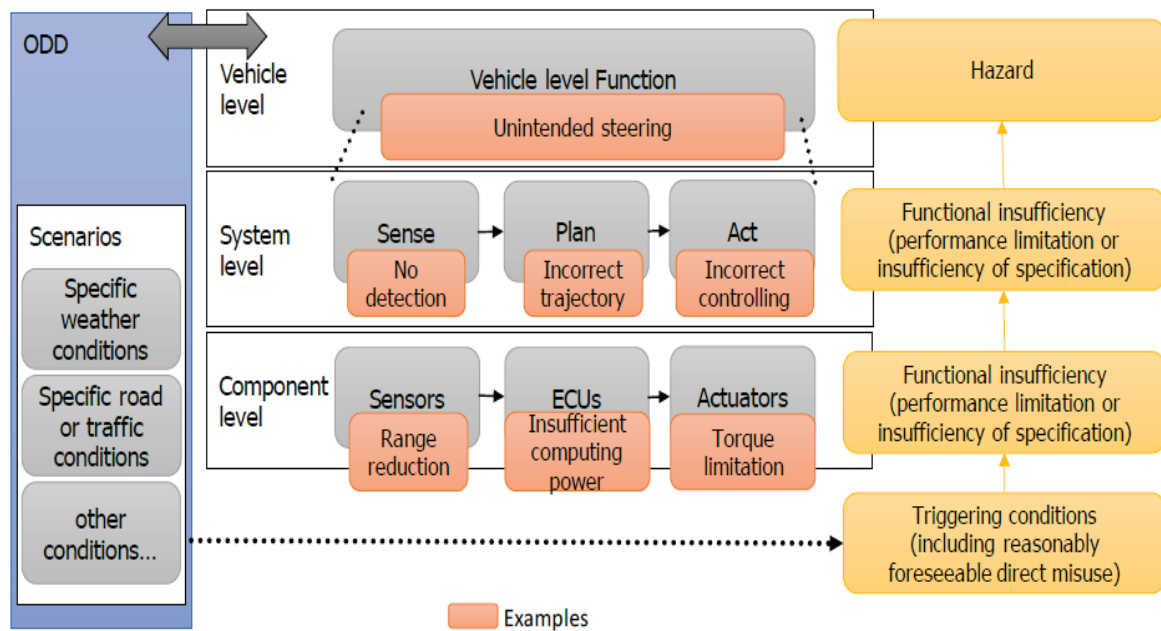 ODD
Scenarios
Specific
weather
conditions
Specific road
or traffic
conditions
other
conditions...
Vehicle
level
Vehicle level Function
Unintended steering
System
level
Sense
No
detection
Plan
Incorrect
trajectory
Act
Incorrect
controlling
Component
level
Sensors
Range
reduction
ECUs
Insufficient
computing
power
Actuators
Torque
limitation
Hazard
Functional insufficiency
(performance limitation or
insufficiency of specification)
Functional insufficiency
(performance limitation or
insufficiency of specification)
Triggering conditions
(including reasonably
foreseeable direct misuse)
Examples